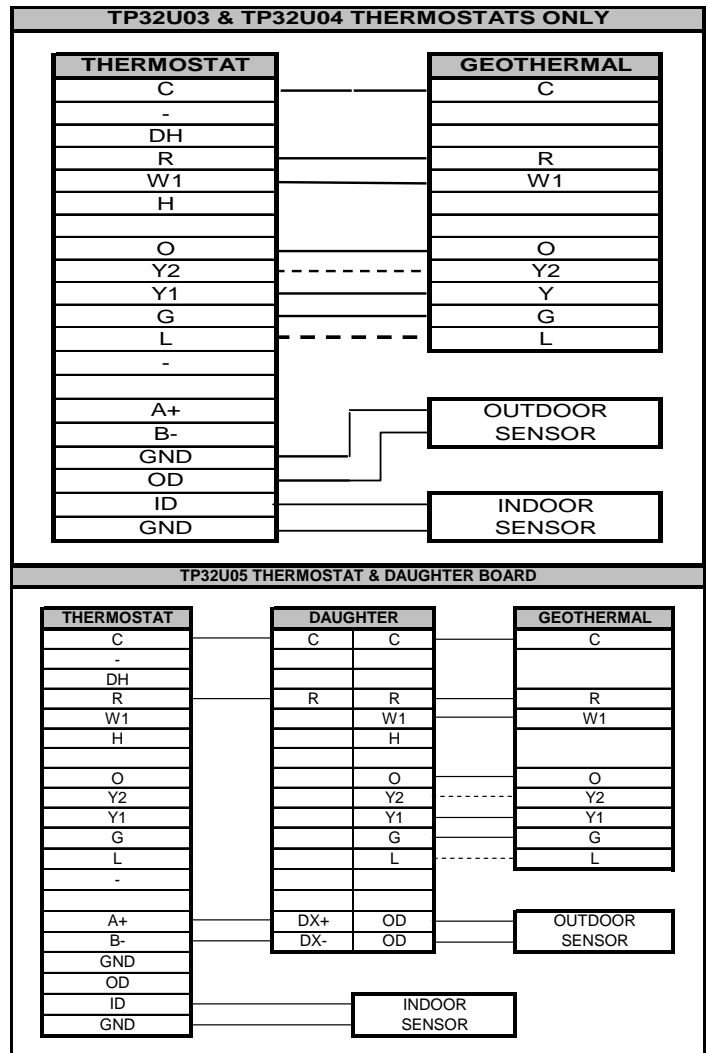 TP32U03 & TP32U04 THERMOSTATS ONLY
THERMOSTAT GEOTHERMAL
C C
-
DH
R R
W1 W1
H
O O
Y2 Y2
Y1 Y
G G
L L
-
A+ OUTDOOR
B- SENSOR
GND
OD
ID INDOOR
GND SENSOR
TP32U05 THERMOSTAT & DAUGHTER BOARD
THERMOSTAT DAUGHTER GEOTHERMAL
C C C C
-
DH
R R R R
W1 W1 W1
H H
O O O
Y2 Y2 Y2
Y1 Y1 Y1
G G G
L L L
-
A+ DX+ OD OUTDOOR
B- DX- OD SENSOR
GND
OD
ID INDOOR
GND SENSOR